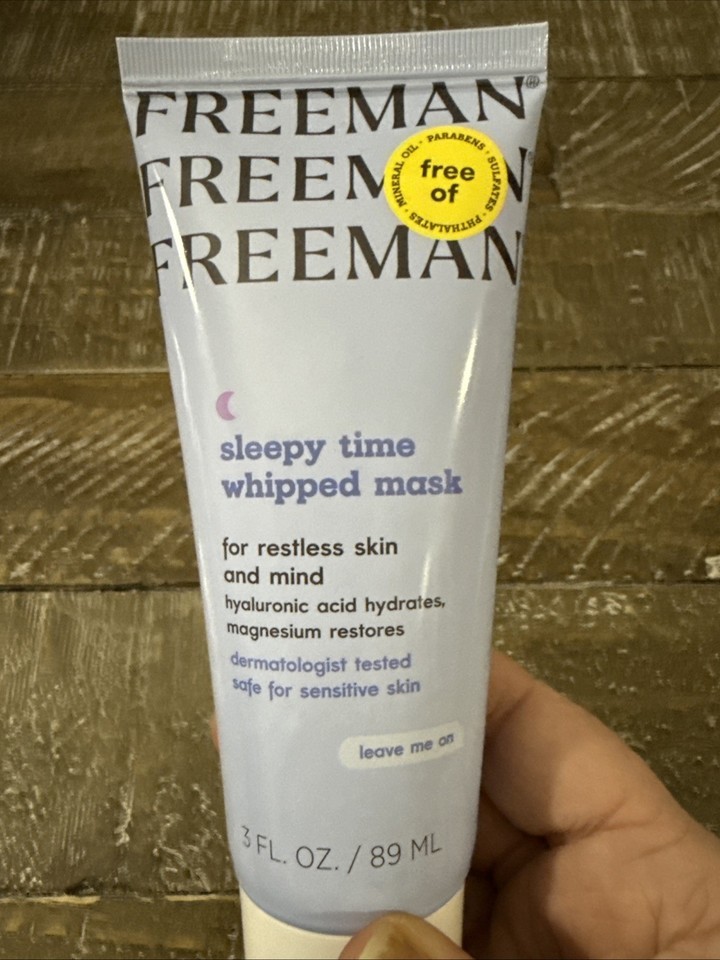 FREEMAN®
FREEMAN
FREEMAN
free
of
MINERAL OIL • PARABENS • SULFATES • PHTHALATES •
sleepy time
whipped mask
for restless skin
and mind
hyaluronic acid hydrates,
magnesium restores
dermatologist tested
safe for sensitive skin
leave me on
3 FL. OZ. / 89 ML